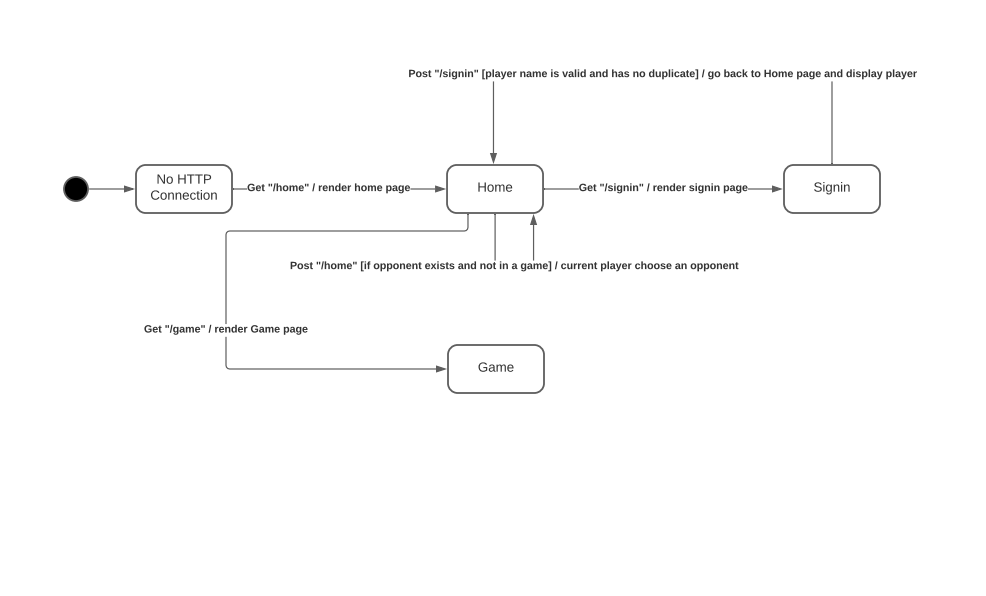 Post "/signin" [player name is valid and has no duplicate] / go back to Home page and display player
No HTTP
Connection
Get "/home" / render home page
Home
Get "/signin" / render signin page
Signin
Post "/home" [if opponent exists and not in a game] / current player choose an opponent
Get "/game" / render Game page
Game